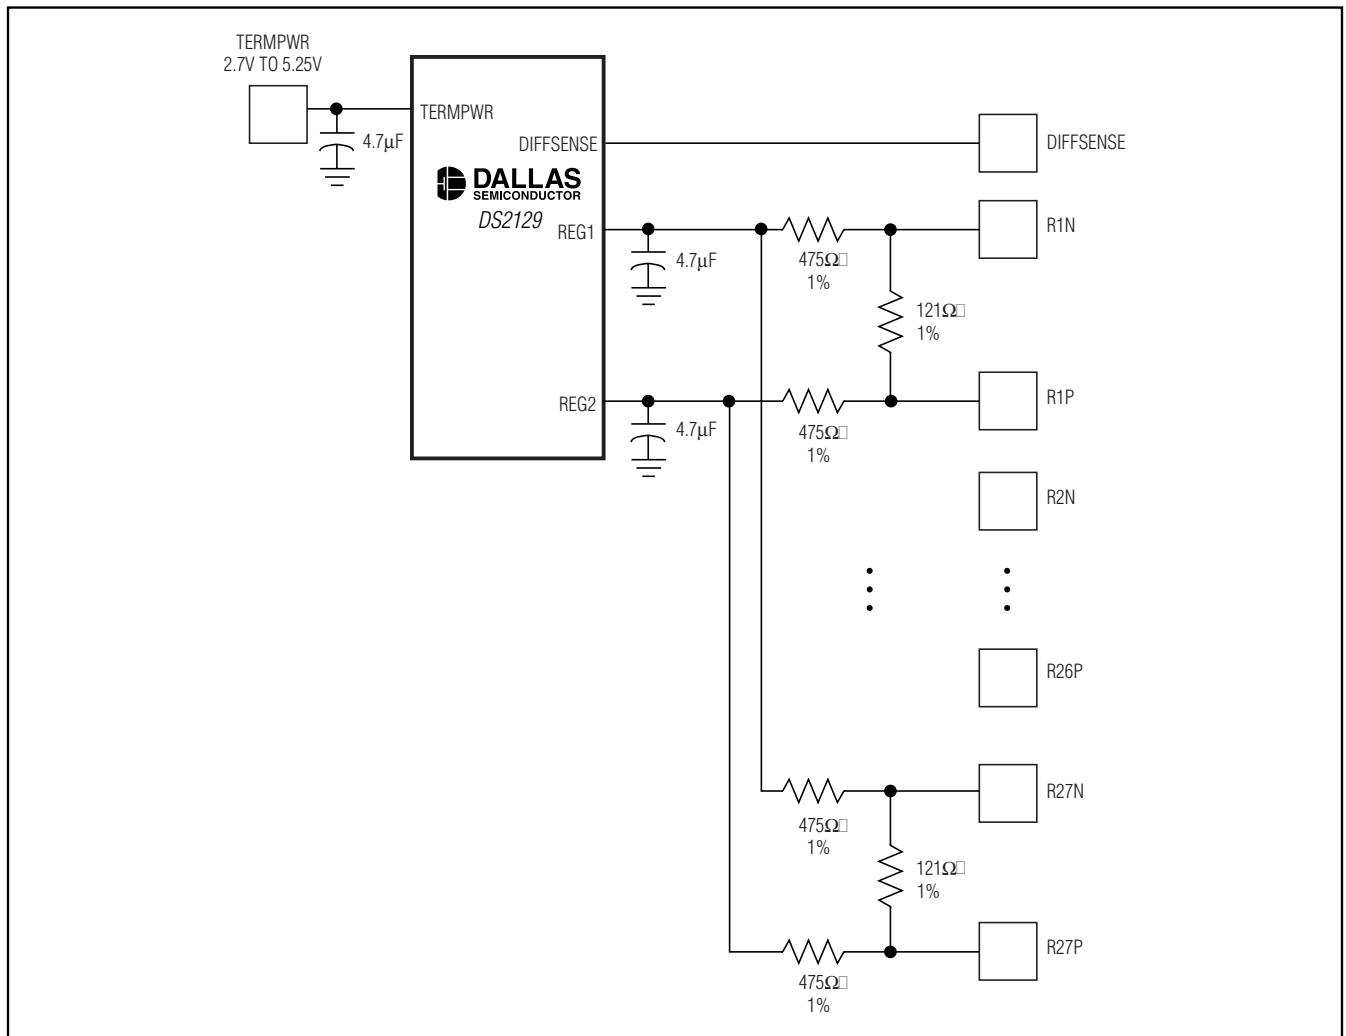 TERMPWR
2.7V TO 5.25V
4.7µF
TERMPWR
DIFFSENSE
DALLAS
SEMICONDUCTOR
DS2129
REG1
REG2
4.7µF
4.7µF
475Ω□
1%
121Ω□
1%
475Ω□
1%
475Ω□
1%
121Ω□
1%
475Ω□
1%
DIFFSENSE
R1N
R1P
R2N
R26P
R27N
R27P